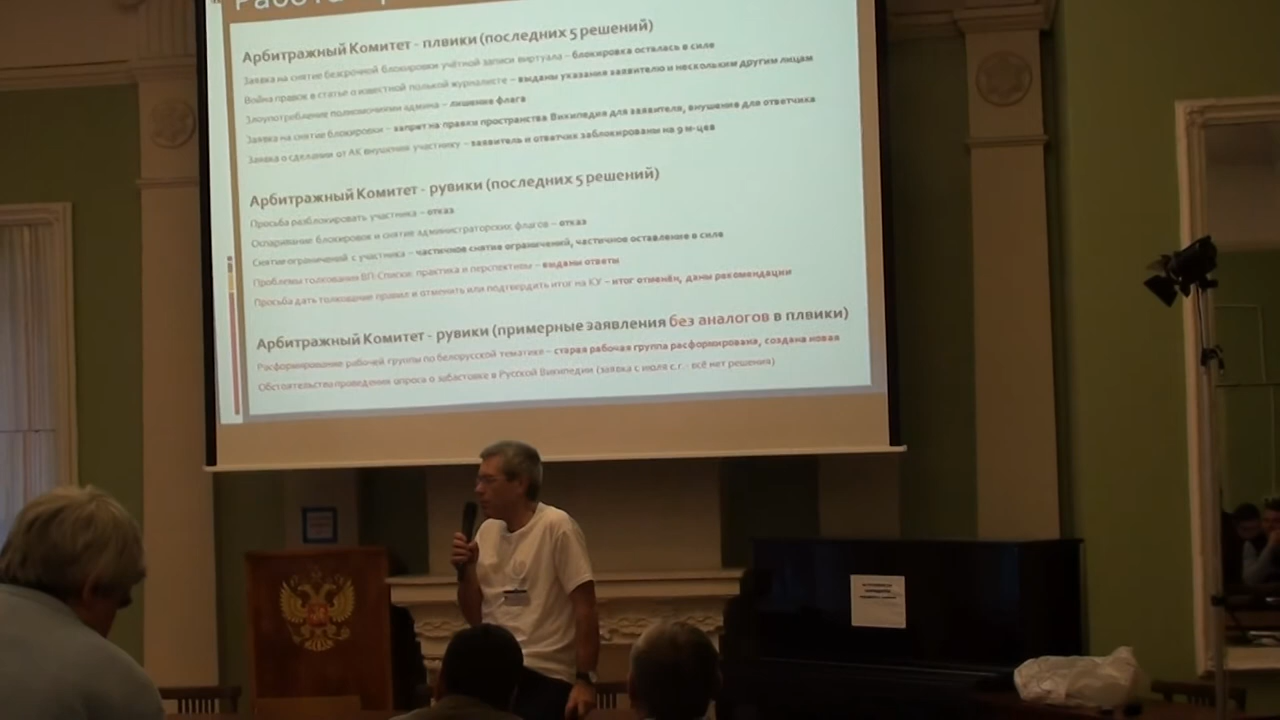 Арбитражный Комитет - плвики (последних 5 решений)
Заявка на снятие бессрочной блокировки учётной записи виртуала – блокировка осталась в силе
Война правок в статье о известной польой журналисте – выданы указания заявителю и нескольким другим лицам
Злоупотребление полномочиями админа – лишение флага
Заявка на снятие блокировки – запрет на правки пространства Википедия для заявителя, внушение для ответчика
Заявка о сделании от АК внушения участнику – заявитель и ответчик заблокированы на 9 м-цев
Арбитражный Комитет - рувики (последних 5 решений)
Просьба разблокировать участника – отказ
Оспаривание блокировок и снятие администраторских флагов – отказ
Снятие ограничений с участника – частичное снятие ограничений, частичное оставление в силе
Проблемы толкования ВП:Списки: практика и перспективы – выданы ответы
Просьба дать толкование правил и отменить или подтвердить итог на КУ – итог отменён, даны рекомендации
Арбитражный Комитет - рувики (примерные заявления без аналогов в плвики)
Расформирование рабочей группы по белорусской тематике – старая рабочая группа расформирована, создана новая
Обстоятельства проведения опроса о забастовке в Русской Википедии (заявка с июля с.г. - всё нет решения)